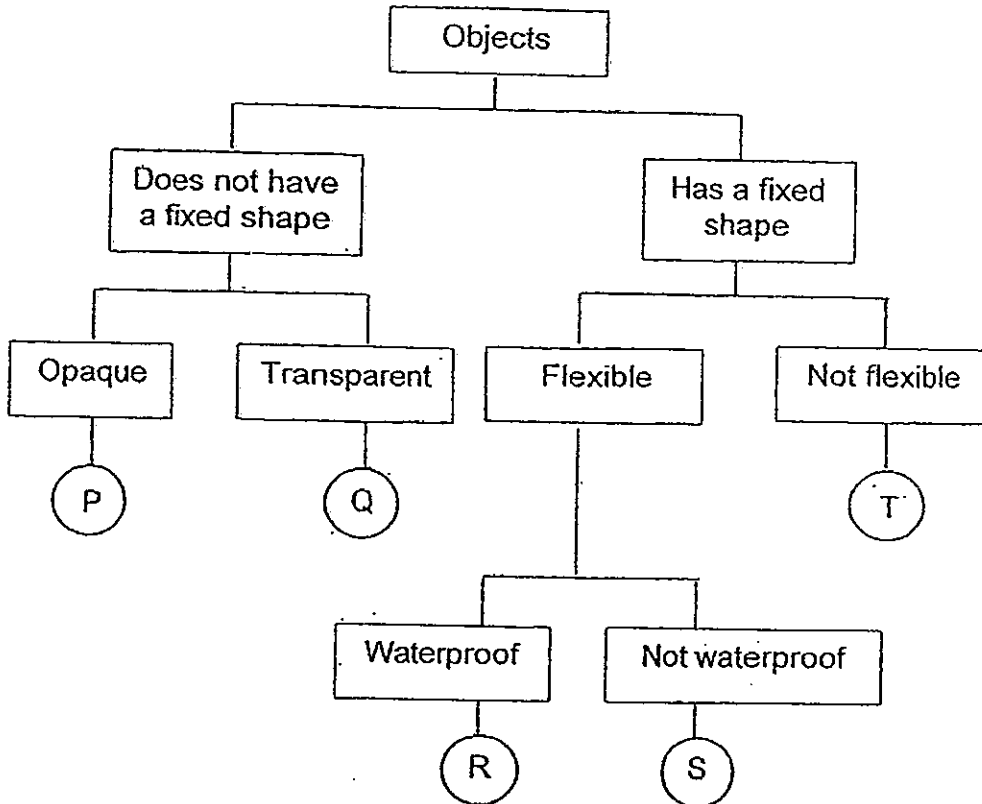 Objects
Does not have
a fixed shape
Has a fixed
shape
Opaque
Transparent
Flexible
Not flexible
P
Q
T
Waterproof
Not waterproof
R
S